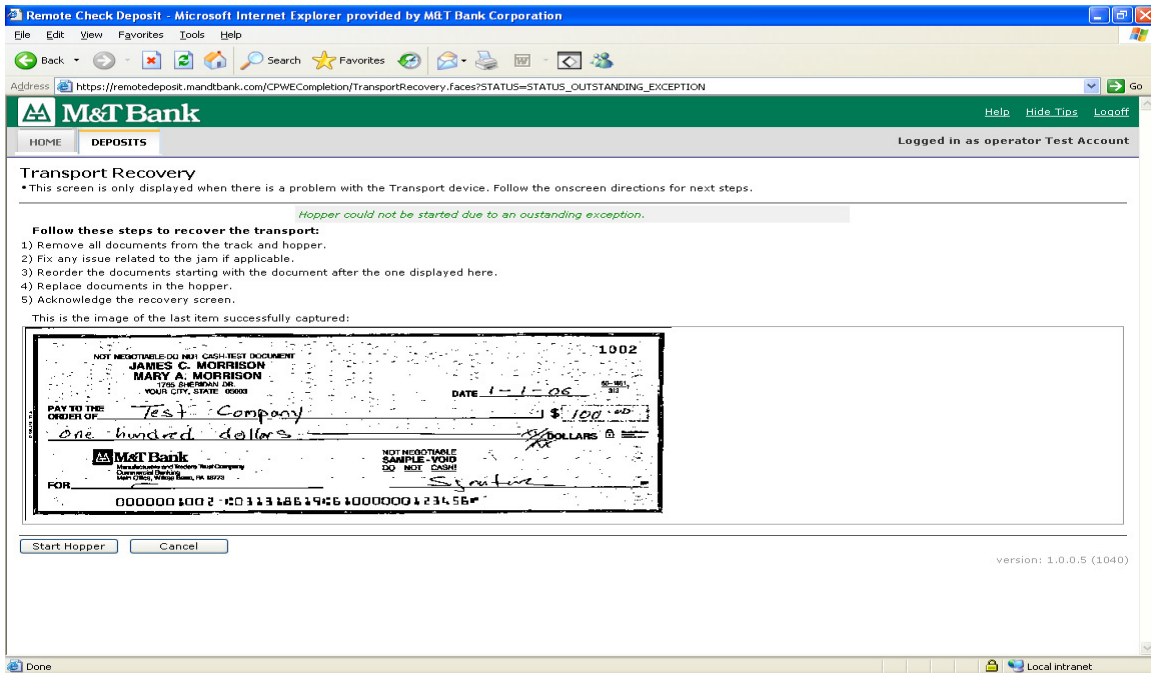 Remote Check Deposit - Microsoft Internet Explorer provided by M&T Bank Corporation
File Edit View Favorites Tools Help
Back Search Favorites
Address https://remotedeposit.mandtbank.com/CPWECompletion/TransportRecovery.faces?STATUS=STATUS_OUTSTANDING_EXCEPTION Go
M&T Bank Help Hide Tips Logoff
HOME DEPOSITS Logged in as operator Test Account
Transport Recovery
•This screen is only displayed when there is a problem with the Transport device. Follow the onscreen directions for next steps.
Hopper could not be started due to an oustanding exception.
Follow these steps to recover the transport:
1) Remove all documents from the track and hopper.
2) Fix any issue related to the jam if applicable.
3) Reorder the documents starting with the document after the one displayed here.
4) Replace documents in the hopper.
5) Acknowledge the recovery screen.
This is the image of the last item successfully captured:
1002
NOT NEGOTIABLE-DO NOT CASH-TEST DOCUMENT
JAMES C. MORRISON
MARY A. MORRISON
1765 SHERIDAN DR.
YOUR CITY, STATE 05003
DATE 1-1-06
PAY TO THE
ORDER OF Test Company $ 100
one hundred dollars DOLLARS
M&T Bank
Manufacturers and Traders Trust Company
Commercial Banking
NOT NEGOTIABLE
SAMPLE-VOID
DO NOT CASH!
FOR Signature
Start Hopper Cancel
version: 1.0.0.5 (1040)
Done Local intranet